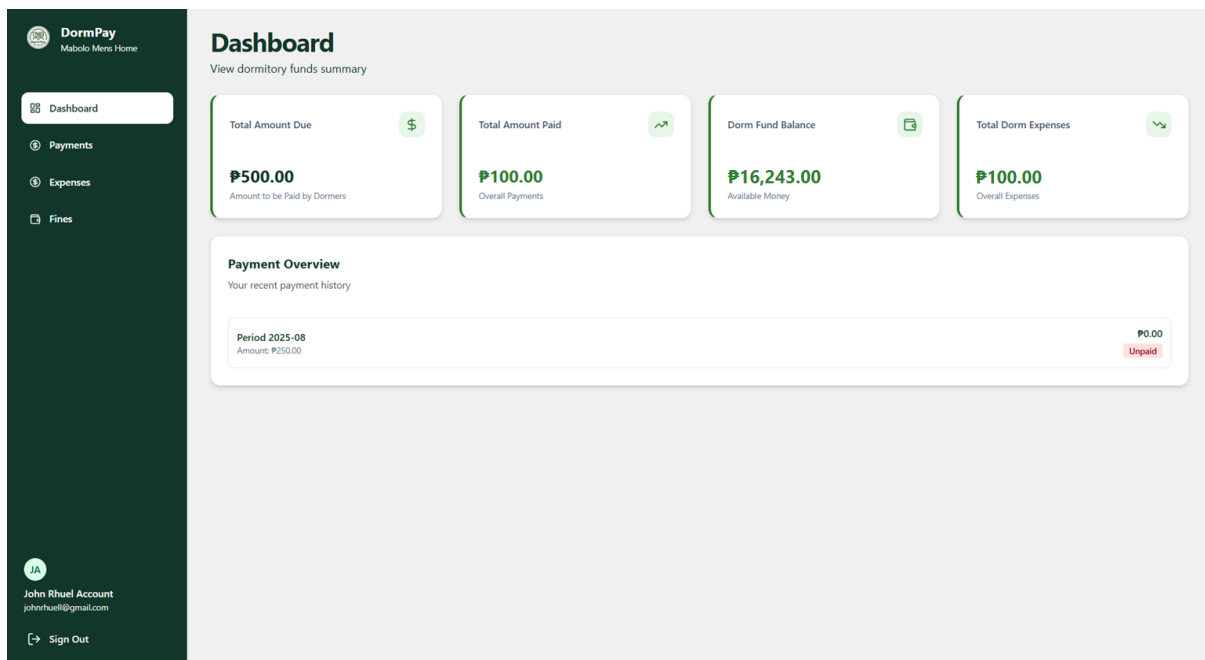 DormPay
Mabolo Mens Home
Dashboard
Payments
Expenses
Fines
JA
John Rhuel Account
johnrhuell@gmail.com
Sign Out
Dashboard
View dormitory funds summary
Total Amount Due
₱500.00
Amount to be Paid by Dormers
Total Amount Paid
₱100.00
Overall Payments
Dorm Fund Balance
₱16,243.00
Available Money
Total Dorm Expenses
₱100.00
Overall Expenses
Payment Overview
Your recent payment history
Period 2025-08
Amount: ₱250.00
₱0.00
Unpaid